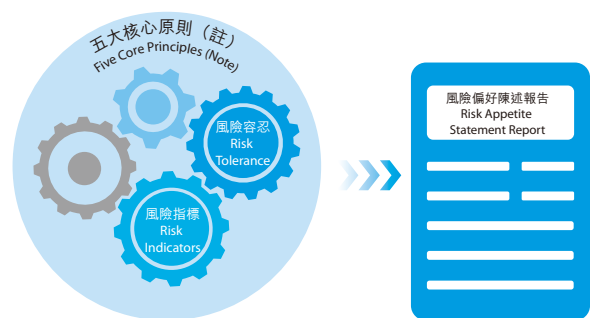 五大核心原則（註）
Five Core Principles (Note)
風險容忍
Risk
Tolerance
風險指標
Risk
Indicators
風險偏好陳述報告
Risk Appetite
Statement Report